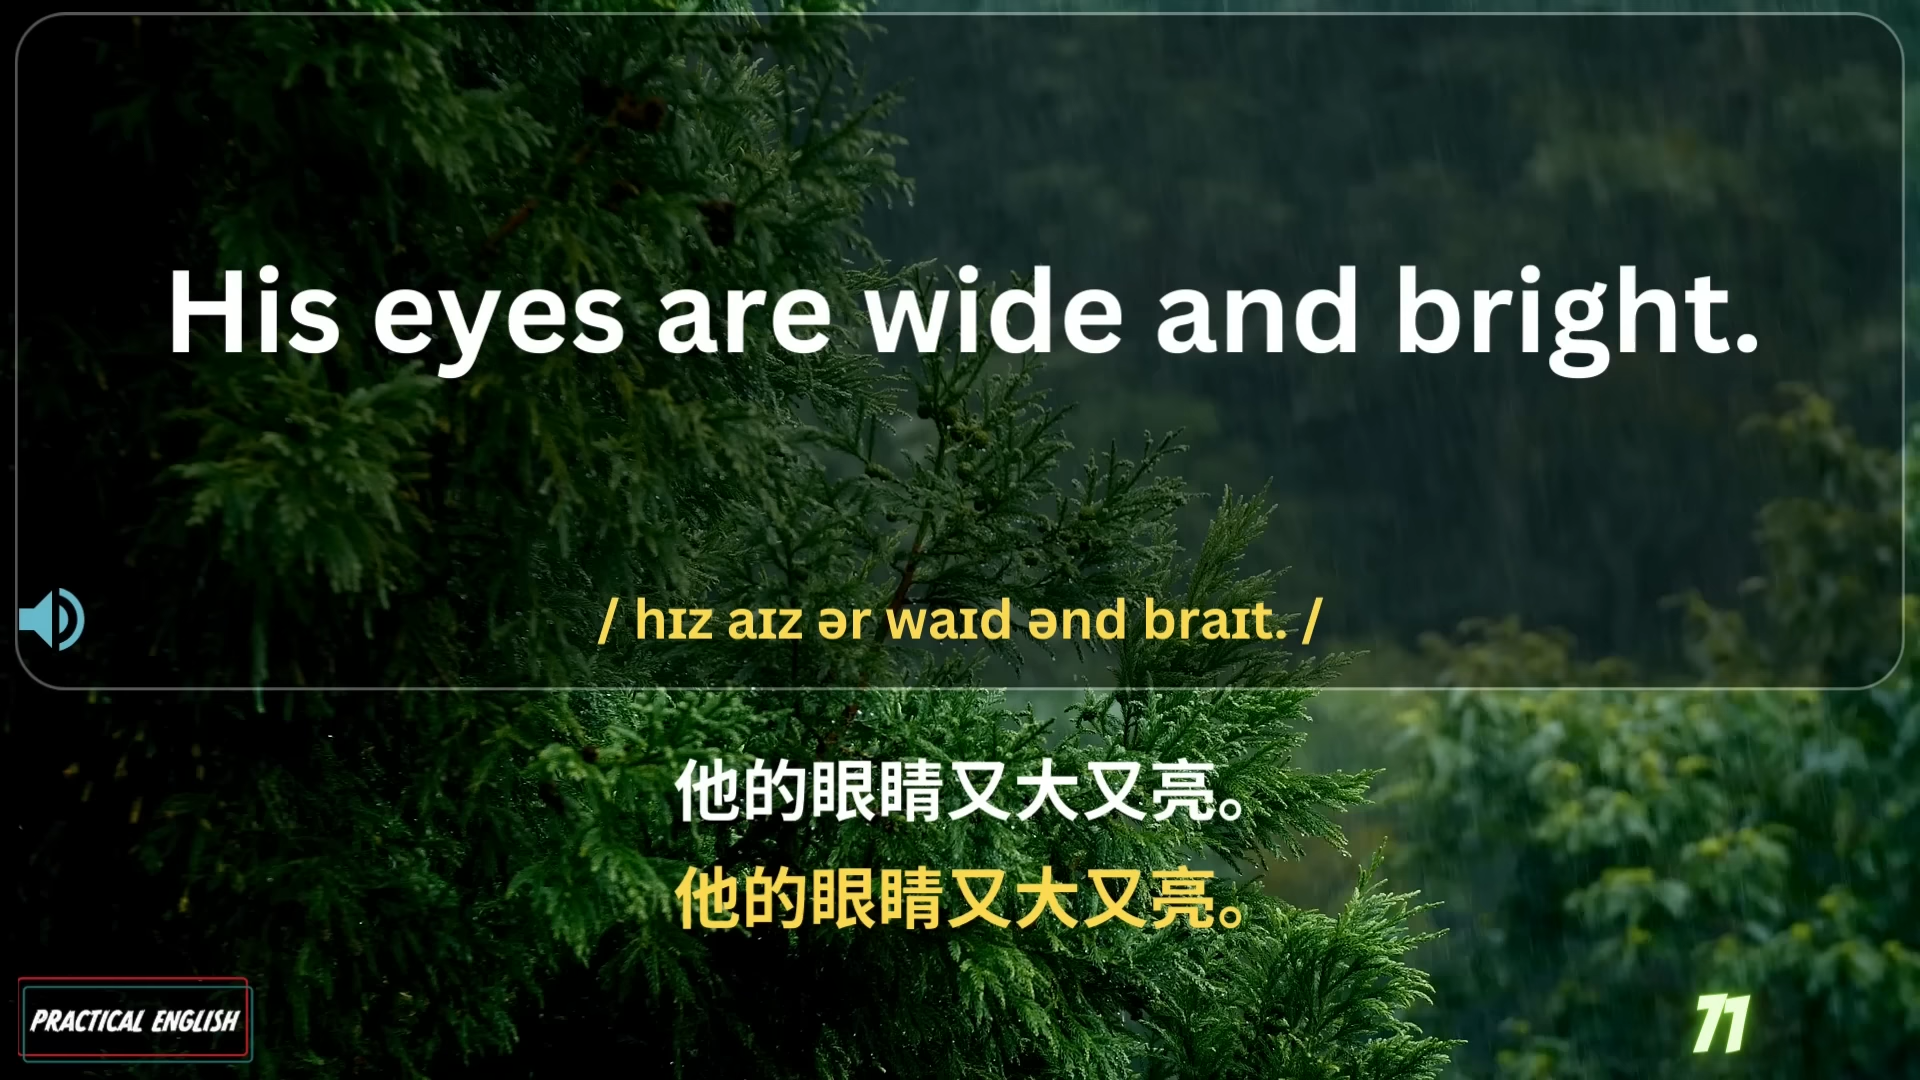 His eyes are wide and bright.
/ hɪz aɪz ər waɪd ənd braɪt. /
他的眼睛又大又亮。
他的眼睛又大又亮。
PRACTICAL ENGLISH
71